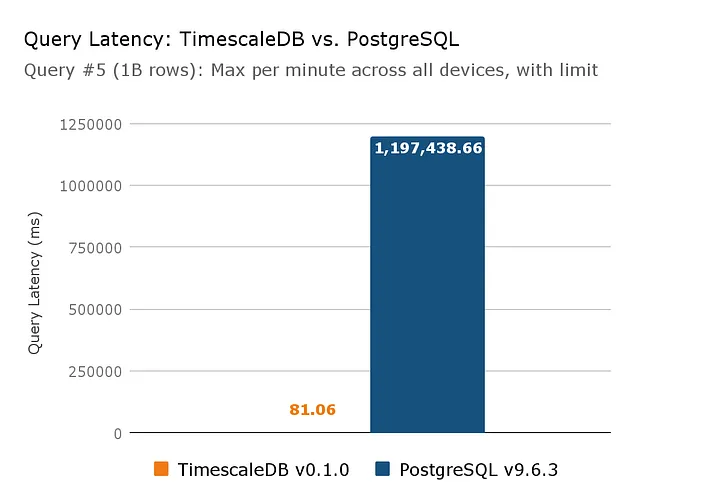 Query Latency: TimescaleDB vs. PostgreSQL
Query #5 (1B rows): Max per minute across all devices, with limit
Query Latency (ms)
1250000
1000000
750000
500000
250000
0
81.06
1,197,438.66
TimescaleDB v0.1.0
PostgreSQL v9.6.3